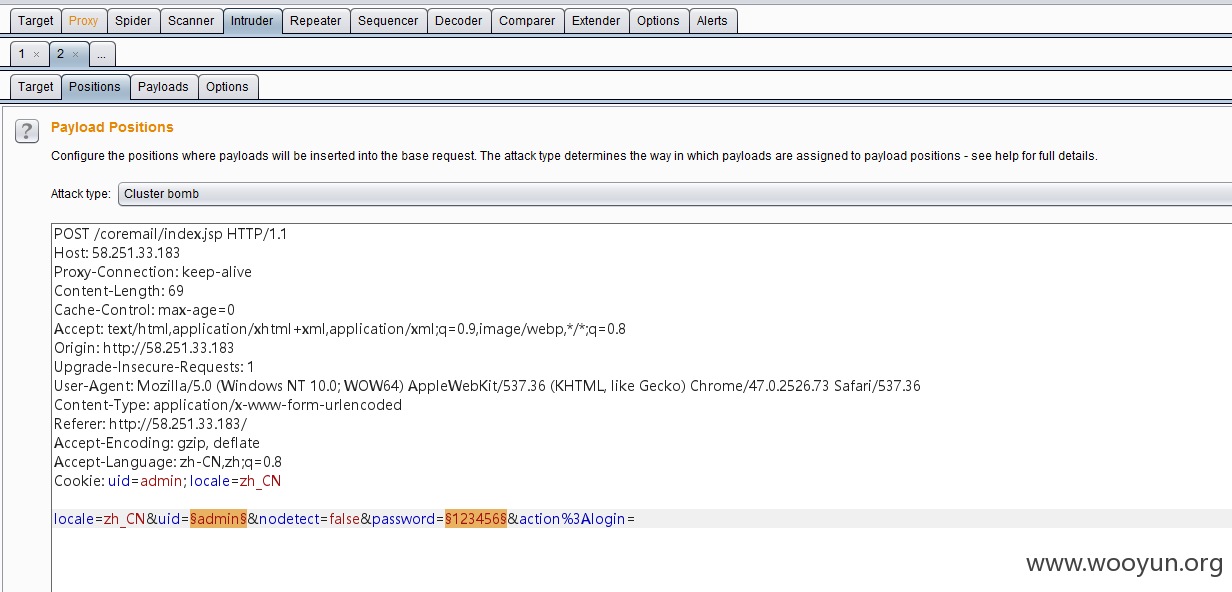 Target Proxy Spider Scanner Intruder Repeater Sequencer Decoder Comparer Extender Options Alerts
1 × 2 × ...
Target Positions Payloads Options
? Payload Positions
Configure the positions where payloads will be inserted into the base request. The attack type determines the way in which payloads are assigned to payload positions - see help for full details.
Attack type: Cluster bomb
POST /coremail/index.jsp HTTP/1.1
Host: 58.251.33.183
Proxy-Connection: keep-alive
Content-Length: 69
Cache-Control: max-age=0
Accept: text/html,application/xhtml+xml,application/xml;q=0.9,image/webp,*/*;q=0.8
Origin: http://58.251.33.183
Upgrade-Insecure-Requests: 1
User-Agent: Mozilla/5.0 (Windows NT 10.0; WOW64) AppleWebKit/537.36 (KHTML, like Gecko) Chrome/47.0.2526.73 Safari/537.36
Content-Type: application/x-www-form-urlencoded
Referer: http://58.251.33.183/
Accept-Encoding: gzip, deflate
Accept-Language: zh-CN,zh;q=0.8
Cookie: uid=admin; locale=zh_CN
locale=zh_CN&uid=§admin§&nodetect=false&password=§123456§&action%3Alogin=
www.wooyun.org